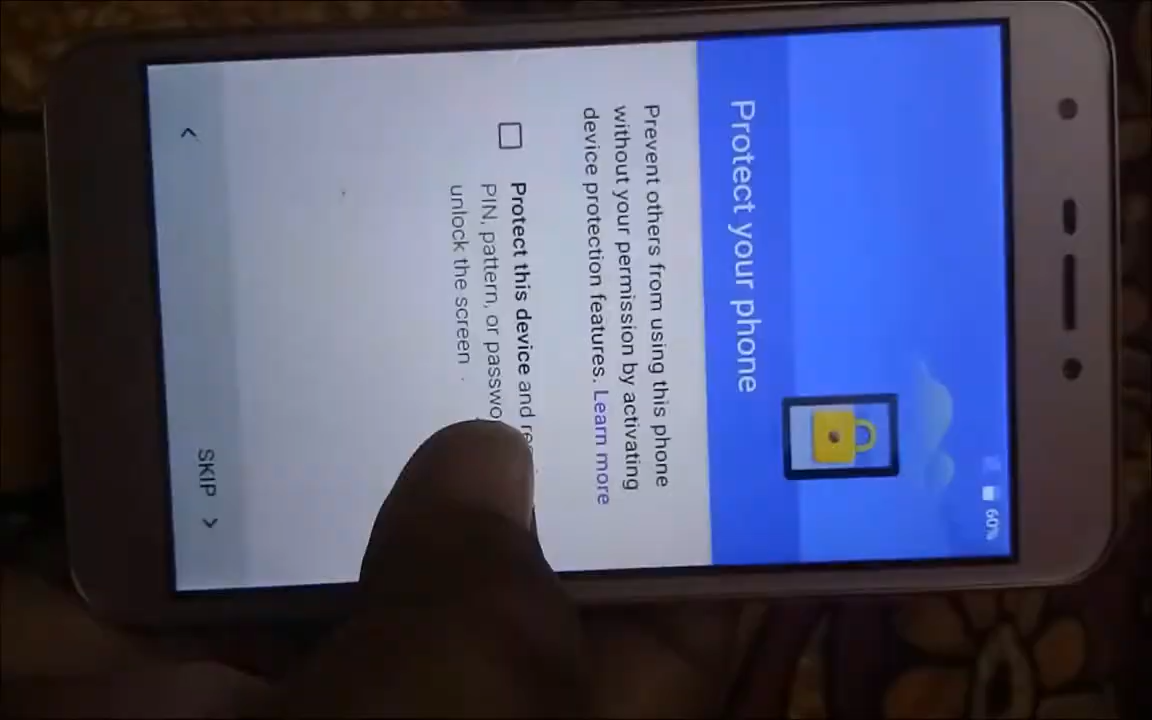 60%
Protect your phone
Prevent others from using this phone
without your permission by activating
device protection features. Learn more
Protect this device and
PIN, pattern, or
unlock the screen
SKIP